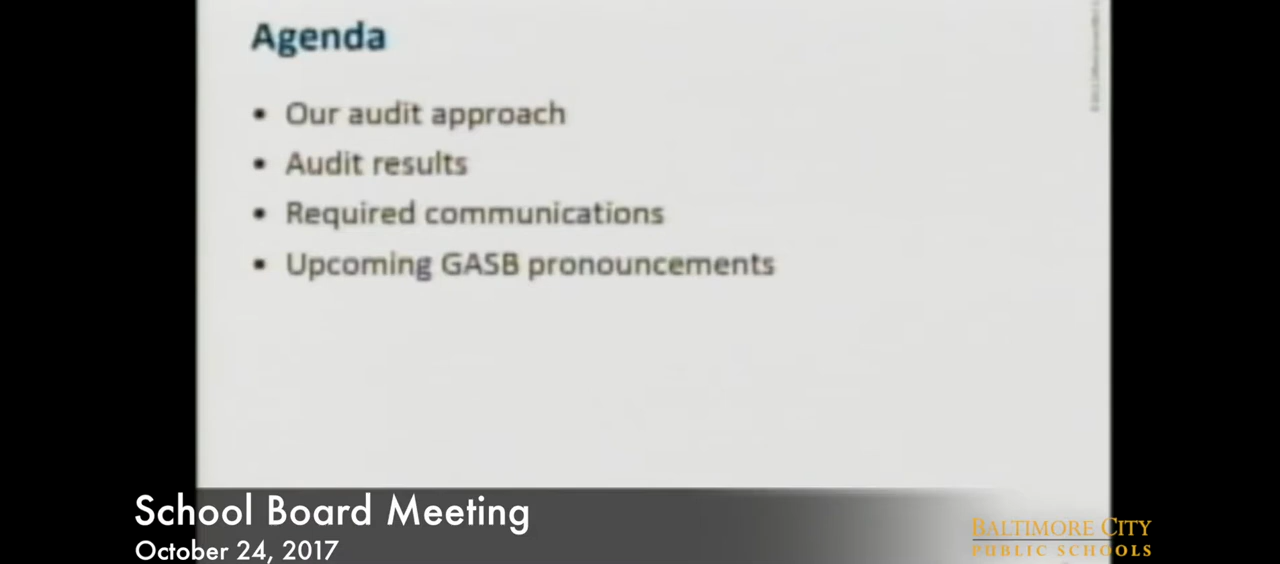 Agenda
• Our audit approach
• Audit results
• Required communications
• Upcoming GASB pronouncements
School Board Meeting
October 24, 2017
BALTIMORE CITY
PUBLIC SCHOOLS